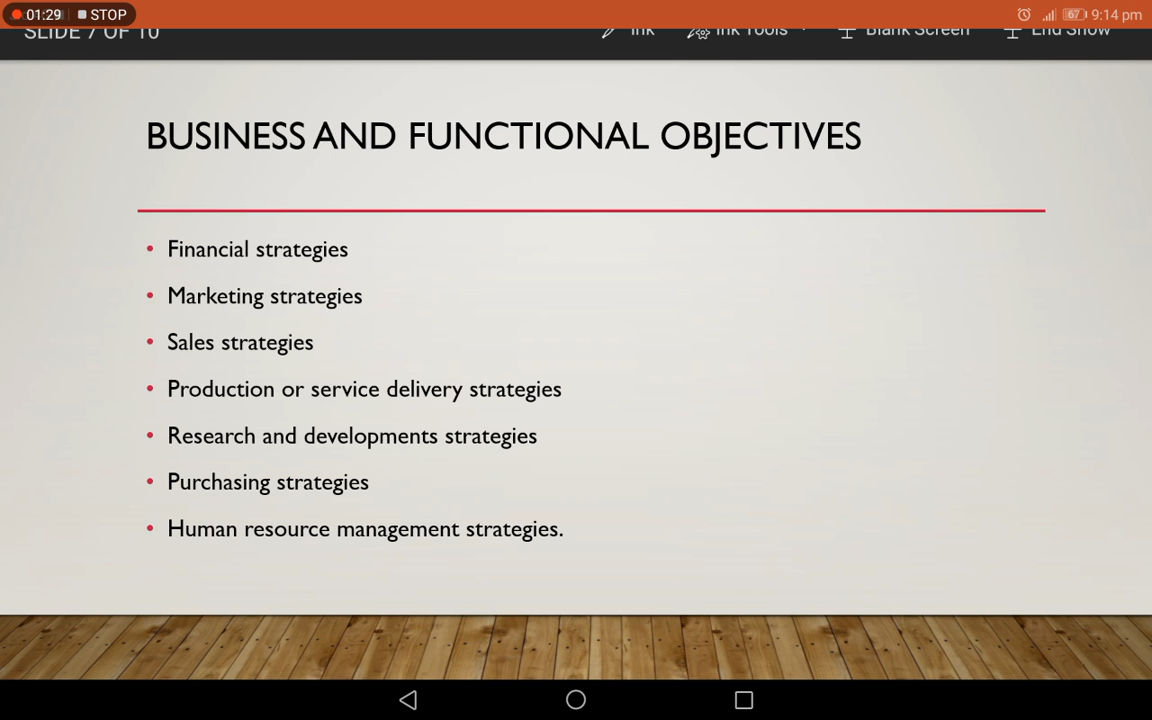 01:29 STOP
67 9:14 pm
SLIDE 7 OF 10
Ink Ink Tools Blank Screen End Show
BUSINESS AND FUNCTIONAL OBJECTIVES
• Financial strategies
• Marketing strategies
• Sales strategies
• Production or service delivery strategies
• Research and developments strategies
• Purchasing strategies
• Human resource management strategies.